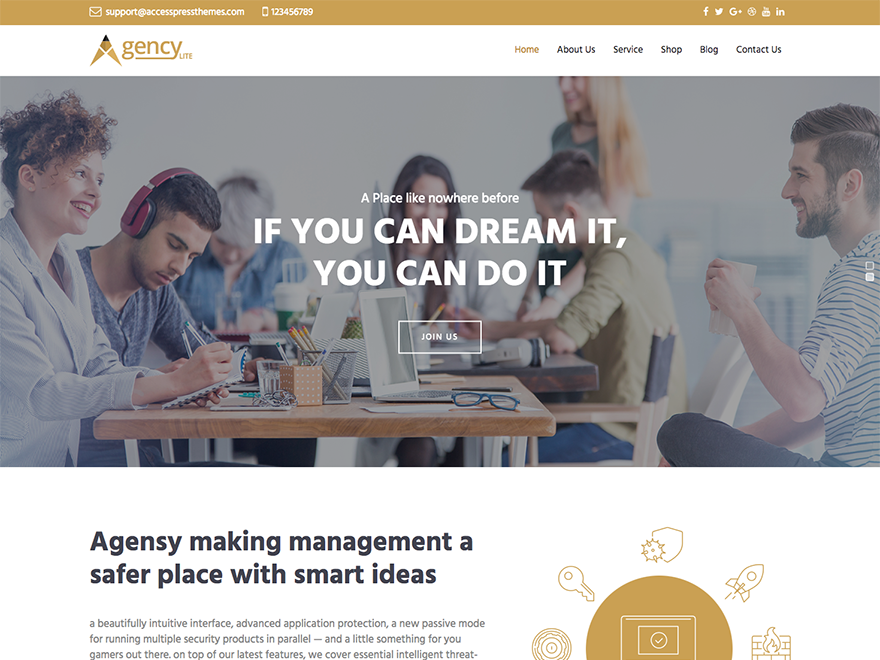 support@accesspressthemes.com 123456789
gency LITE
Home About Us Service Shop Blog Contact Us
A Place like nowhere before
IF YOU CAN DREAM IT,
YOU CAN DO IT
JOIN US
Agensy making management a
safer place with smart ideas
a beautifully intuitive interface, advanced application protection, a new passive mode
for running multiple security products in parallel — and a little something for you
gamers out there. on top of our latest features, we cover essential intelligent threat-